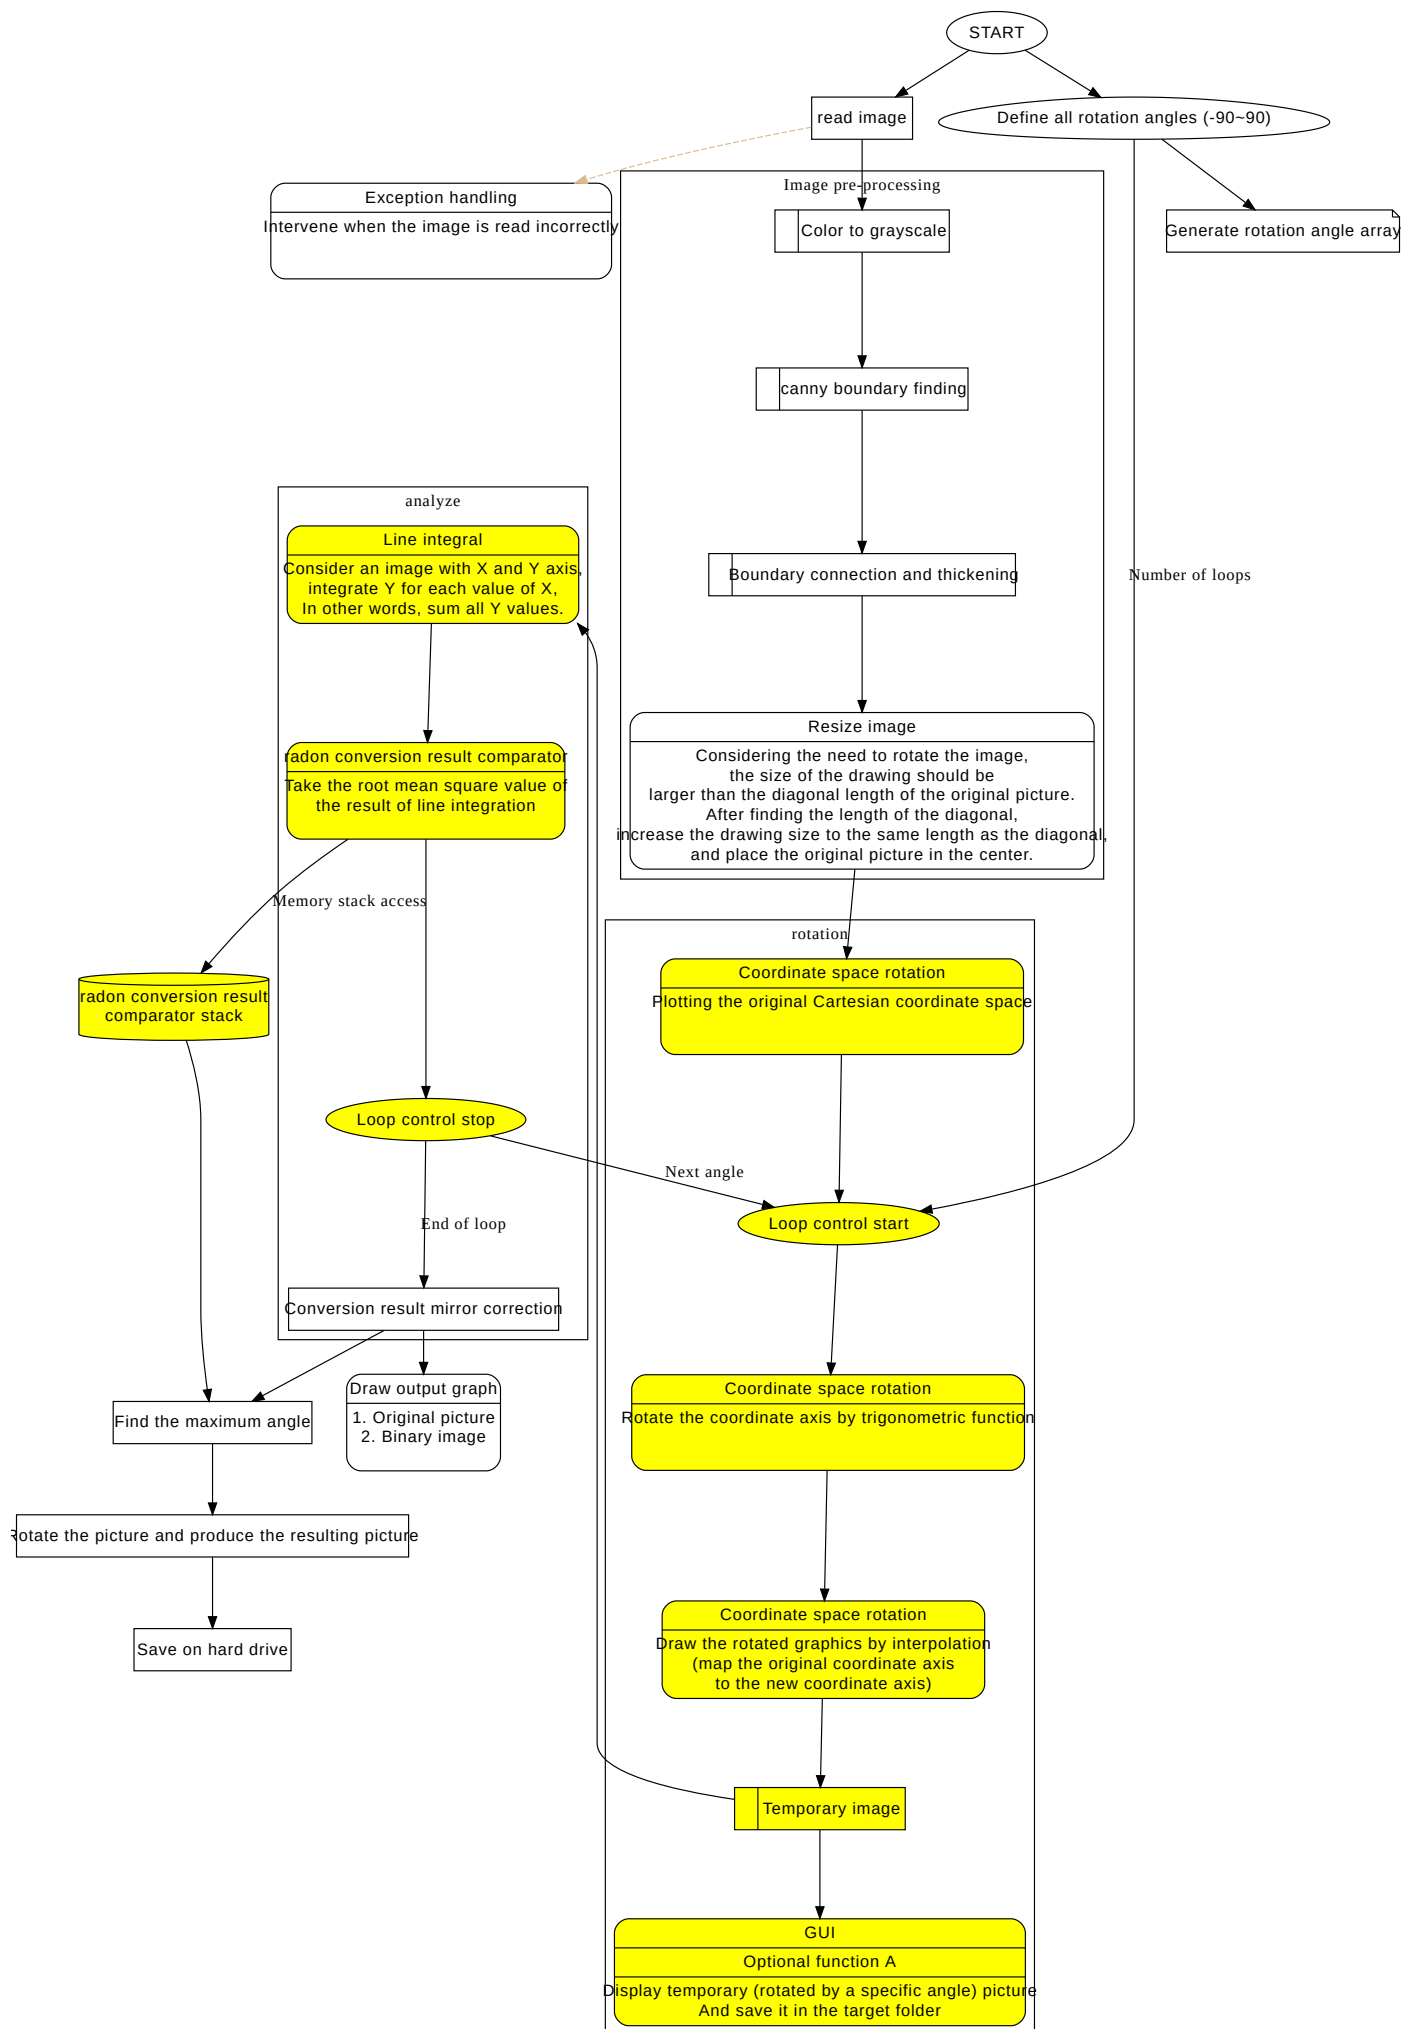 START
read image
Define all rotation angles (-90~90)
Exception handling
Intervene when the image is read incorrectly
Image pre-processing
Color to grayscale
Generate rotation angle array
canny boundary finding
analyze
Line integral
Consider an image with X and Y axis,
integrate Y for each value of X,
In other words, sum all Y values.
Boundary connection and thickening
Number of loops
Resize image
Considering the need to rotate the image,
the size of the drawing should be
larger than the diagonal length of the original picture.
After finding the length of the diagonal,
increase the drawing size to the same length as the diagonal,
and place the original picture in the center.
radon conversion result comparator
Take the root mean square value of
the result of line integration
Memory stack access
rotation
radon conversion result
comparator stack
Coordinate space rotation
Plotting the original Cartesian coordinate space
Loop control stop
Next angle
End of loop
Loop control start
Conversion result mirror correction
Draw output graph
1. Original picture
2. Binary image
Find the maximum angle
Coordinate space rotation
Rotate the coordinate axis by trigonometric function
Rotate the picture and produce the resulting picture
Save on hard drive
Coordinate space rotation
Draw the rotated graphics by interpolation
(map the original coordinate axis
to the new coordinate axis)
Temporary image
GUI
Optional function A
Display temporary (rotated by a specific angle) picture
And save it in the target folder